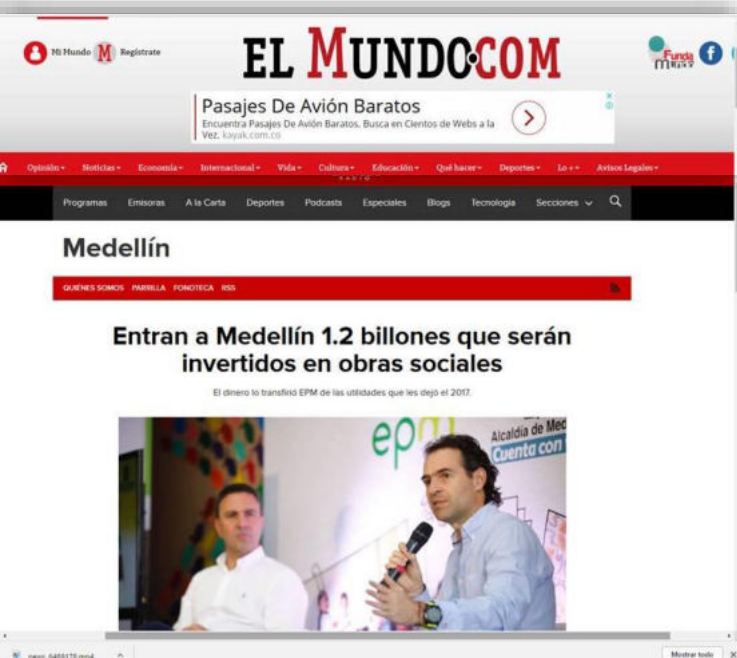 Mi Mundo M Registrate
EL MUNDO.COM
Funda
f
Pasajes De Avión Baratos
Encuentra Pasajes De Avión Baratos. Busca en Cientos de Webs a la
Vez. kayak.com.co
Opinión Noticias Economía Internacional Vida Cultura Educación Qué hacer Deportes Lo ++ Avisos Legales
Programas Emisoras A la Carta Deportes Podcasts Especiales Blogs Tecnología Secciones
Medellín
QUIÉNES SOMOS PARRILLA FONOTECA RSS
Entran a Medellín 1.2 billones que serán
invertidos en obras sociales
El dinero lo transfirió EPM de las utilidades que les dejó el 2017.
epm
Alcaldía de Med
Cuenta con
Mostrar todo